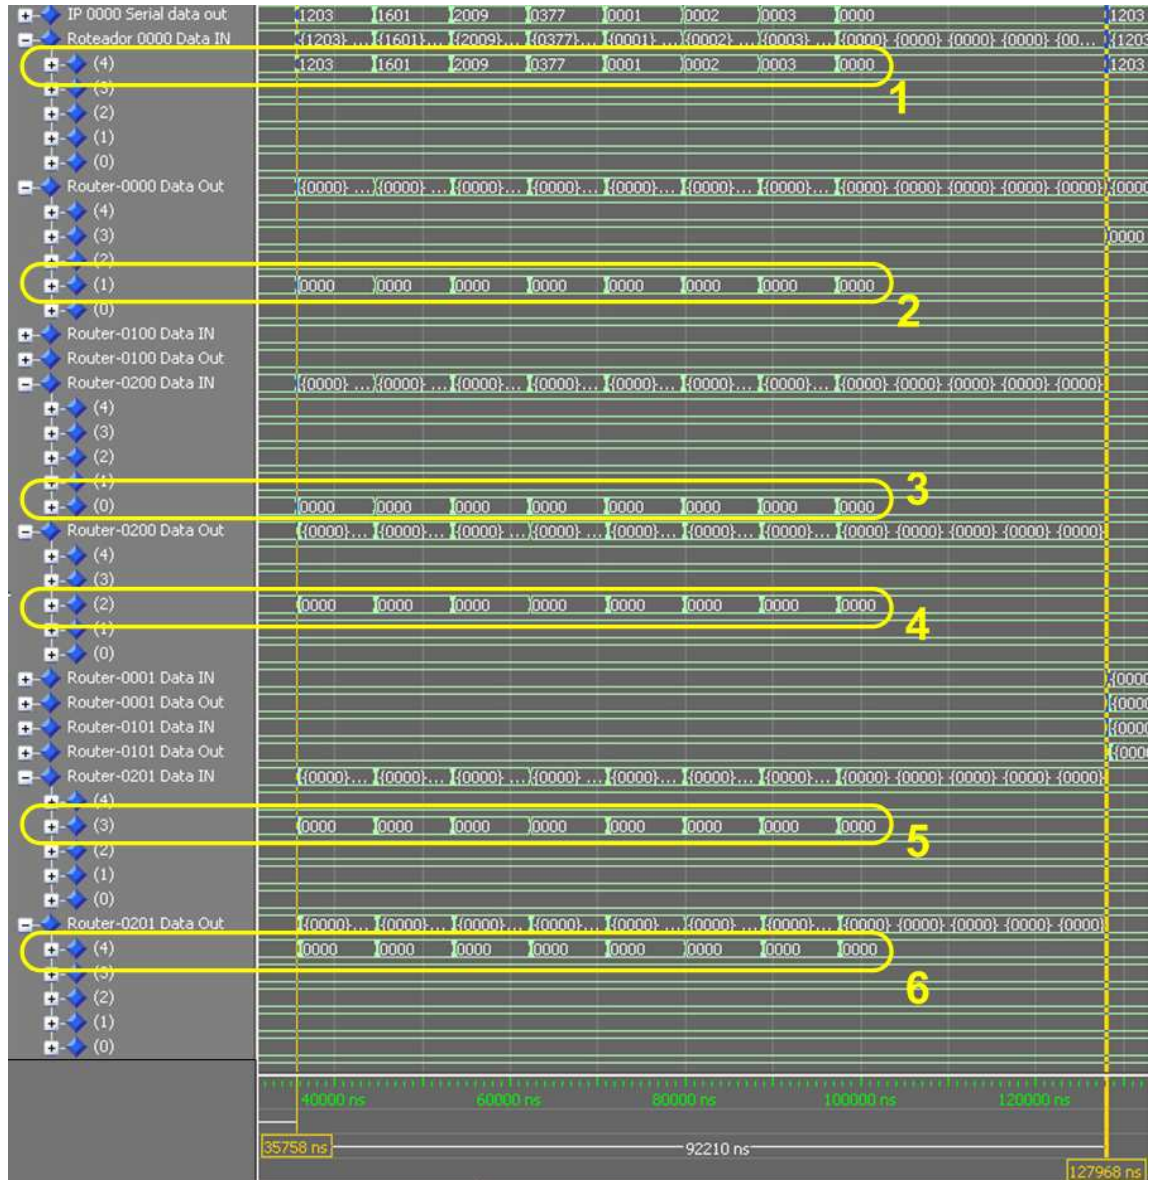 IP 0000 Serial data out 1203 1601 2009 0377 0001 0002 0003 0000 1203
Roteador 0000 Data IN {1203}... {1601}... {2009}... {0377}... {0001}... {0002}... {0003}... {0000} {0000} {0000} {0000} {00... {1203
(4) 1203 1601 2009 0377 0001 0002 0003 0000 1203
1
(3)
(2)
(1)
(0)
Router-0000 Data Out {{0000} ... {{0000} ... {{0000}... {{0000}... {{0000}... {{0000}... {{0000}... {{0000} {0000} {0000} {0000} {0000} {{0000
(4)
(3) 0000
(2)
(1) 0000 0000 0000 0000 0000 0000 0000 0000
2
(0)
Router-0100 Data IN
Router-0100 Data Out
Router-0200 Data IN {{0000} ... {{0000} ... {{0000}... {{0000}... {{0000}... {{0000}... {{0000}... {{0000} {0000} {0000} {0000} {0000}
(4)
(3)
(2)
(1)
3
(0) 0000 0000 0000 0000 0000 0000 0000 0000
Router-0200 Data Out {{0000}... {{0000}... {{0000} ... {{0000}... {{0000}... {{0000}... {{0000}... {{0000} {0000} {0000} {0000} {0000}
(4)
(3)
(2) 0000 0000 0000 0000 0000 0000 0000 0000
4
(1)
(0)
Router-0001 Data IN {{0000
Router-0001 Data Out {{0000
Router-0101 Data IN {{0000
Router-0101 Data Out {{0000
Router-0201 Data IN {{0000}... {{0000}... {{0000} ... {{0000}... {{0000}... {{0000}... {{0000}... {{0000} {0000} {0000} {0000} {0000}
(4)
(3) 0000 0000 0000 0000 0000 0000 0000 0000
5
(2)
(1)
(0)
Router-0201 Data Out {{0000}... {{0000}... {{0000}... {{0000}... {{0000}... {{0000} ... {{0000}... {{0000} {0000} {0000} {0000} {0000}
(4) 0000 0000 0000 0000 0000 0000 0000 0000
(3)
6
(2)
(1)
(0)
40000 ns 60000 ns 80000 ns 100000 ns 120000 ns
35758 ns 92210 ns
127968 ns